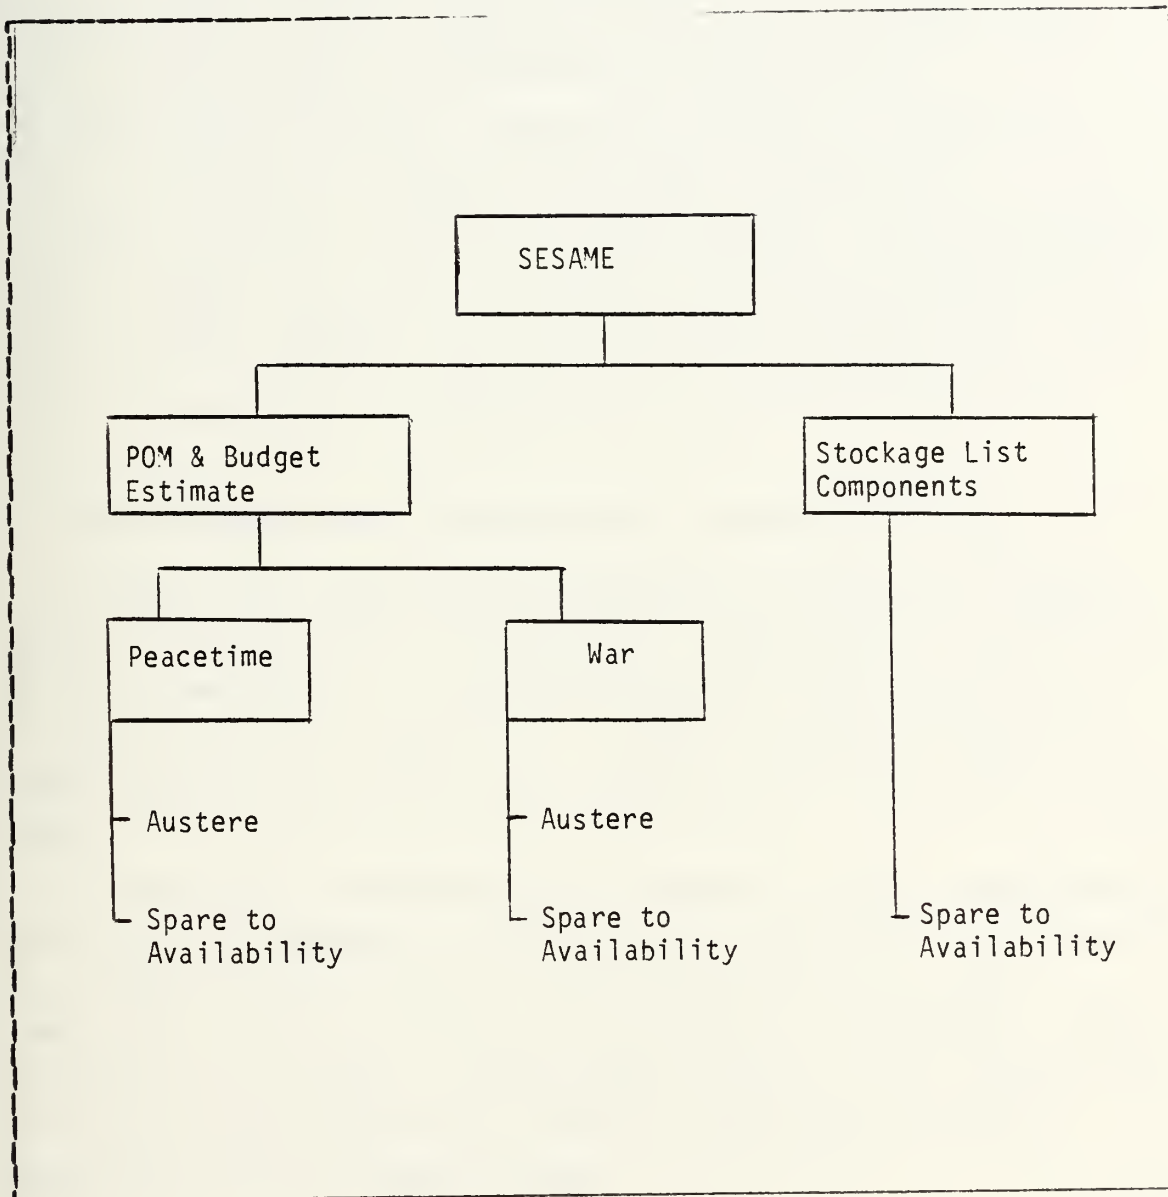 SESAME
POM & Budget
Estimate
Stockage List
Components
Peacetime
War
Austere
Austere
Spare to
Availability
Spare to
Availability
Spare to
Availability